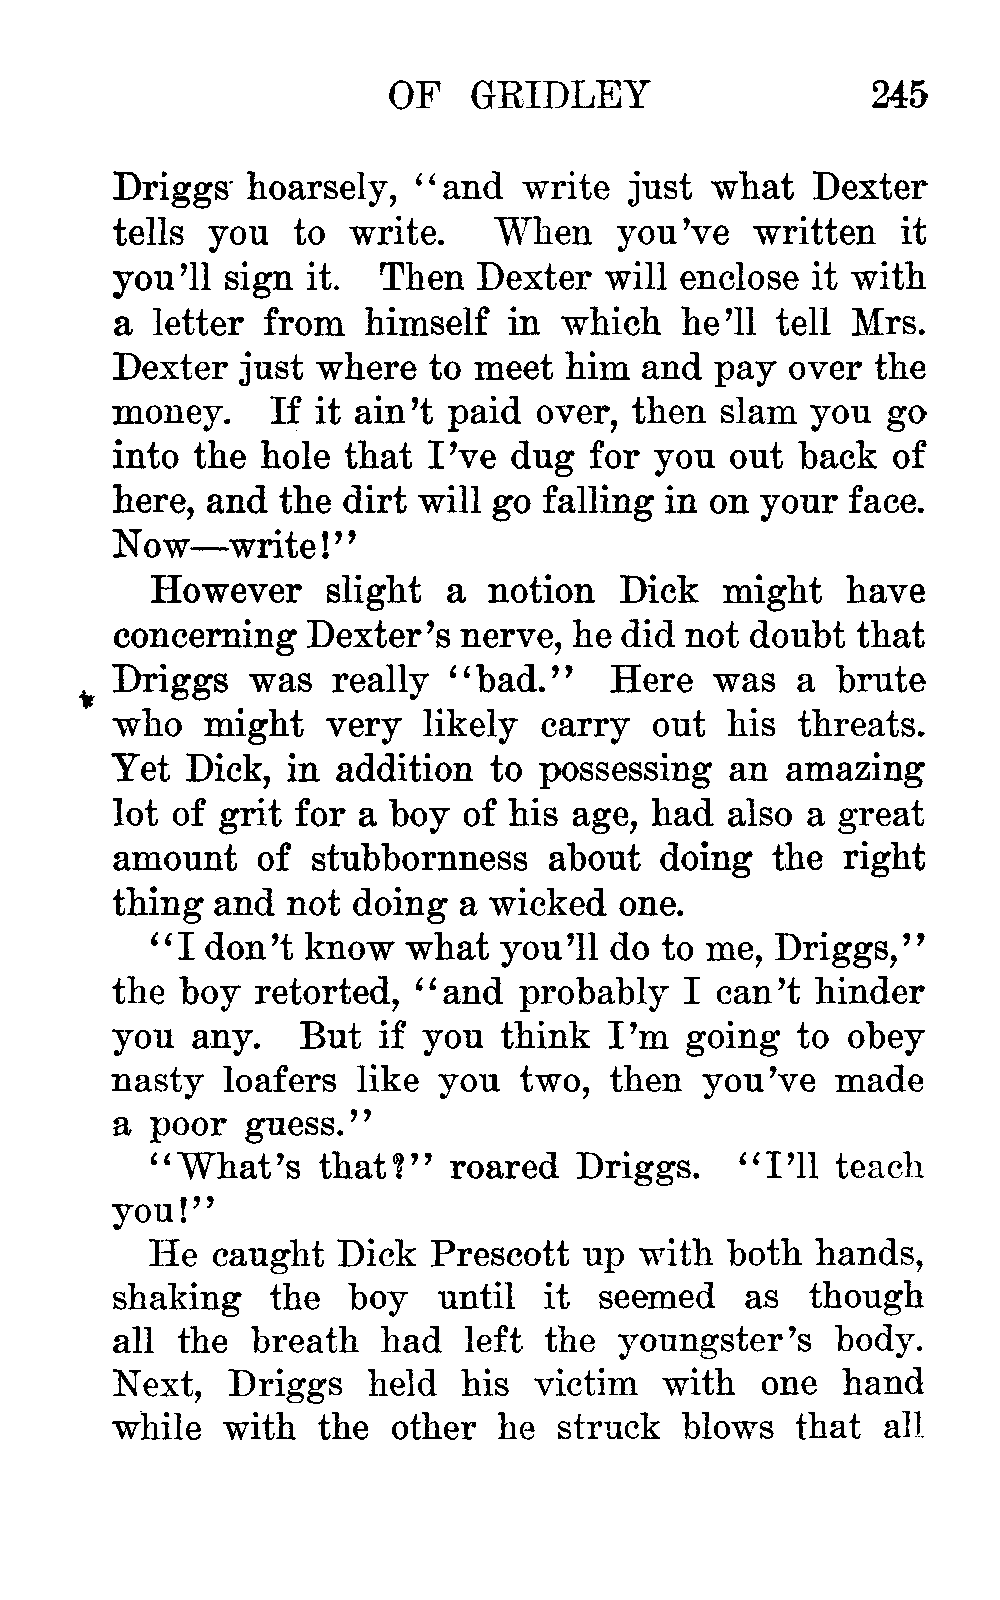 OF GRIDLEY 245
Driggs hoarsely, "and write just what Dexter
tells you to write. When you've written it
you'll sign it. Then Dexter will enclose it with
a letter from himself in which he'll tell Mrs.
Dexter just where to meet him and pay over the
money. If it ain't paid over, then slam you go
into the hole that I've dug for you out back of
here, and the dirt will go falling in on your face.
Now—write!"
However slight a notion Dick might have
concerning Dexter's nerve, he did not doubt that
Driggs was really "bad." Here was a brute
who might very likely carry out his threats.
Yet Dick, in addition to possessing an amazing
lot of grit for a boy of his age, had also a great
amount of stubbornness about doing the right
thing and not doing a wicked one.
"I don't know what you'll do to me, Driggs,"
the boy retorted, "and probably I can't hinder
you any. But if you think I'm going to obey
nasty loafers like you two, then you've made
a poor guess."
"What's that?" roared Driggs. "I'll teach
you!"
He caught Dick Prescott up with both hands,
shaking the boy until it seemed as though
all the breath had left the youngster's body.
Next, Driggs held his victim with one hand
while with the other he struck blows that all